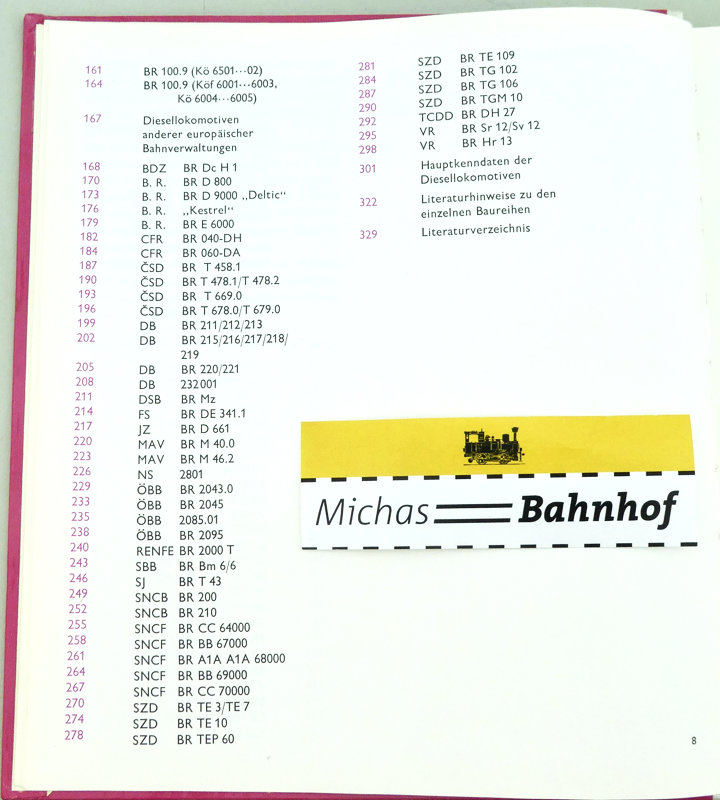 161 BR 100.9 (Kö 6501···02)
164 BR 100.9 (Köf 6001···6003,
Kö 6004···6005)
167 Diesellokomotiven
anderer europäischer
Bahnverwaltungen
168 BDZ BR Dc H 1
170 B. R. BR D 800
173 B. R. BR D 9000 „Deltic“
176 B. R. „Kestrel“
179 B. R. BR E 6000
182 CFR BR 040-DH
184 CFR BR 060-DA
187 ČSD BR T 458.1
190 ČSD BR T 478.1/T 478.2
193 ČSD BR T 669.0
196 ČSD BR T 678.0/T 679.0
199 DB BR 211/212/213
202 DB BR 215/216/217/218/
219
205 DB BR 220/221
208 DB 232001
211 DSB BR Mz
214 FS BR DE 341.1
217 JZ BR D 661
220 MAV BR M 40.0
223 MAV BR M 46.2
226 NS 2801
229 ÖBB BR 2043.0
233 ÖBB BR 2045
235 ÖBB 2085.01
238 ÖBB BR 2095
240 RENFE BR 2000 T
243 SBB BR Bm 6/6
246 SJ BR T 43
249 SNCB BR 200
252 SNCB BR 210
255 SNCF BR CC 64000
258 SNCF BR BB 67000
261 SNCF BR A1A A1A 68000
264 SNCF BR BB 69000
267 SNCF BR CC 70000
270 SZD BR TE 3/TE 7
274 SZD BR TE 10
278 SZD BR TEP 60
281 SZD BR TE 109
284 SZD BR TG 102
287 SZD BR TG 106
290 SZD BR TGM 10
292 TCDD BR DH 27
295 VR BR Sr 12/Sv 12
298 VR BR Hr 13
301 Hauptkenndaten der
Diesellokomotiven
322 Literaturhinweise zu den
einzelnen Baureihen
329 Literaturverzeichnis
Michas Bahnhof
8